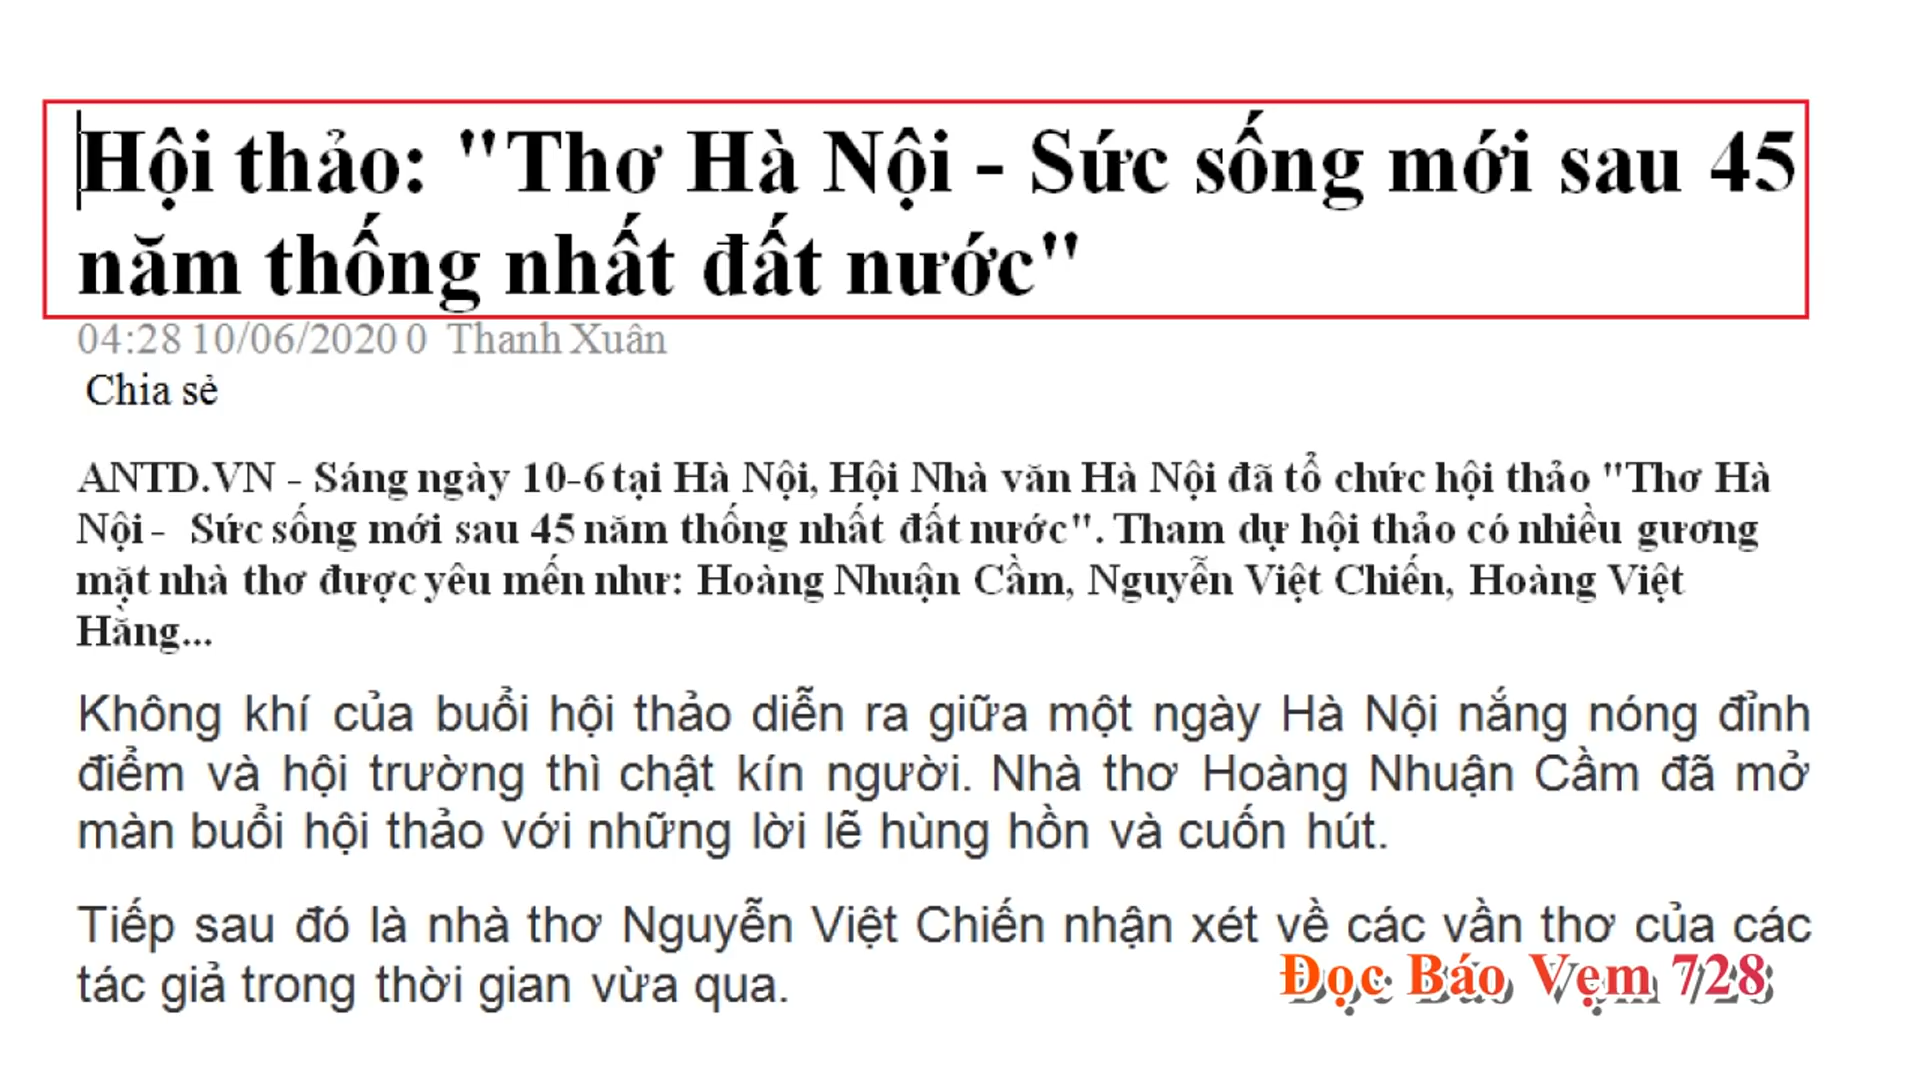 Hội thảo: "Thơ Hà Nội - Sức sống mới sau 45
năm thống nhất đất nước"
04:28 10/06/2020 0 Thanh Xuân
Chia sẻ
ANTD.VN - Sáng ngày 10-6 tại Hà Nội, Hội Nhà văn Hà Nội đã tổ chức hội thảo "Thơ Hà
Nội - Sức sống mới sau 45 năm thống nhất đất nước". Tham dự hội thảo có nhiều gương
mặt nhà thơ được yêu mến như: Hoàng Nhuận Cầm, Nguyễn Việt Chiến, Hoàng Việt
Hằng...
Không khí của buổi hội thảo diễn ra giữa một ngày Hà Nội nắng nóng đỉnh
điểm và hội trường thì chật kín người. Nhà thơ Hoàng Nhuận Cầm đã mở
màn buổi hội thảo với những lời lẽ hùng hồn và cuốn hút.
Tiếp sau đó là nhà thơ Nguyễn Việt Chiến nhận xét về các vần thơ của các
tác giả trong thời gian vừa qua.
Đọc Báo Vẹm 728